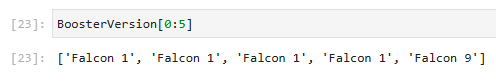 [23]: BoosterVersion[0:5]
[23]: ['Falcon 1', 'Falcon 1', 'Falcon 1', 'Falcon 1', 'Falcon 9']